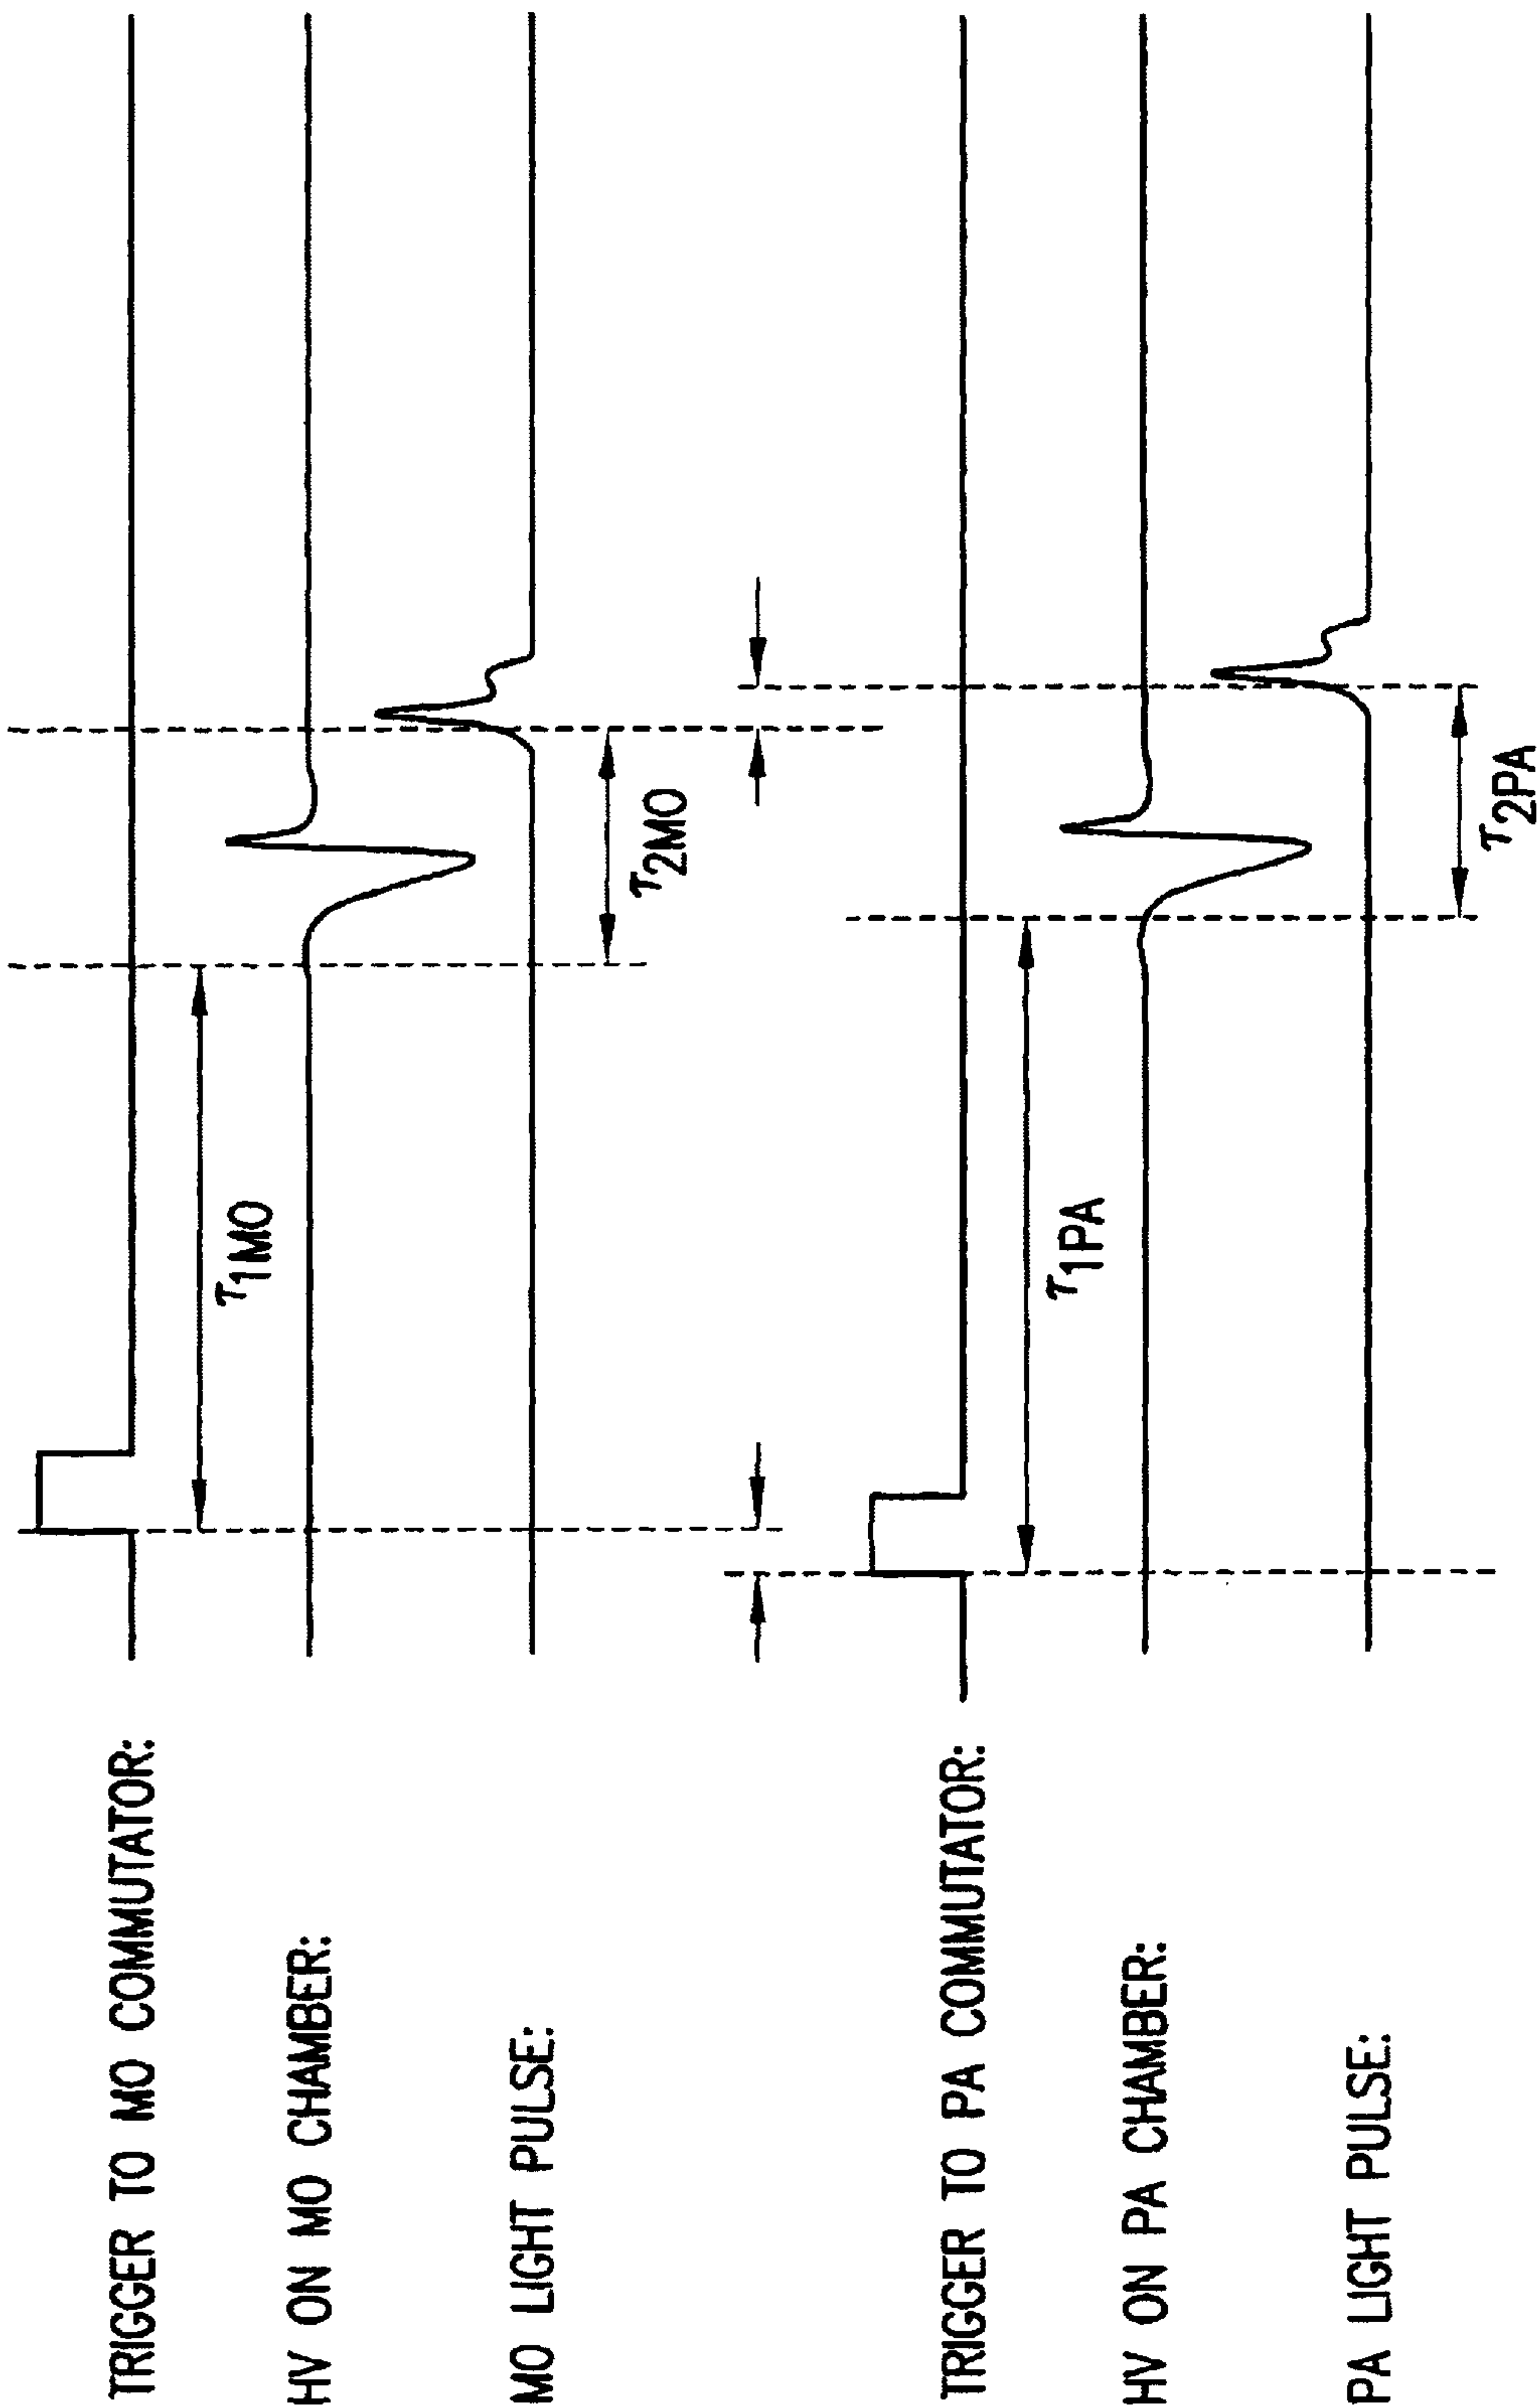 TRIGGER TO MO COMMUTATOR:
τ1MO
HV ON MO CHAMBER:
τ2MO
MO LIGHT PULSE:
TRIGGER TO PA COMMUTATOR:
τ1PA
HV ON PA CHAMBER:
τ2PA
PA LIGHT PULSE: